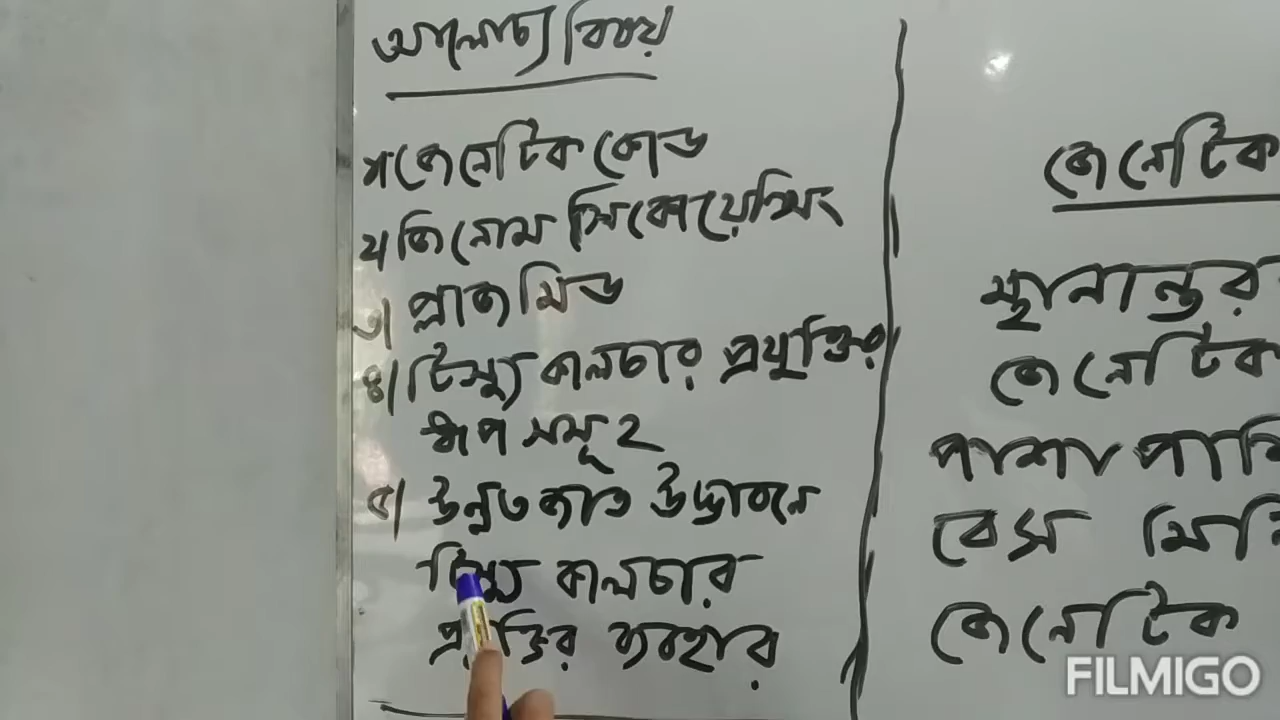 আলোচ্য বিষয়
১। জেনেটিক কোড
২। জিনোম সিকোয়েন্সিং
৩। প্লাজমিড
৪। টিস্যু কালচার প্রযুক্তির
ধাপ সমূহ
৫। উন্নত জাত উদ্ভাবনে
টিস্যু কালচার
প্রযুক্তির ব্যবহার
জেনেটিক
স্থানান্তর
জেনেটিক
পাশাপাশি
বেস
জেনেটিক
FILMIGO